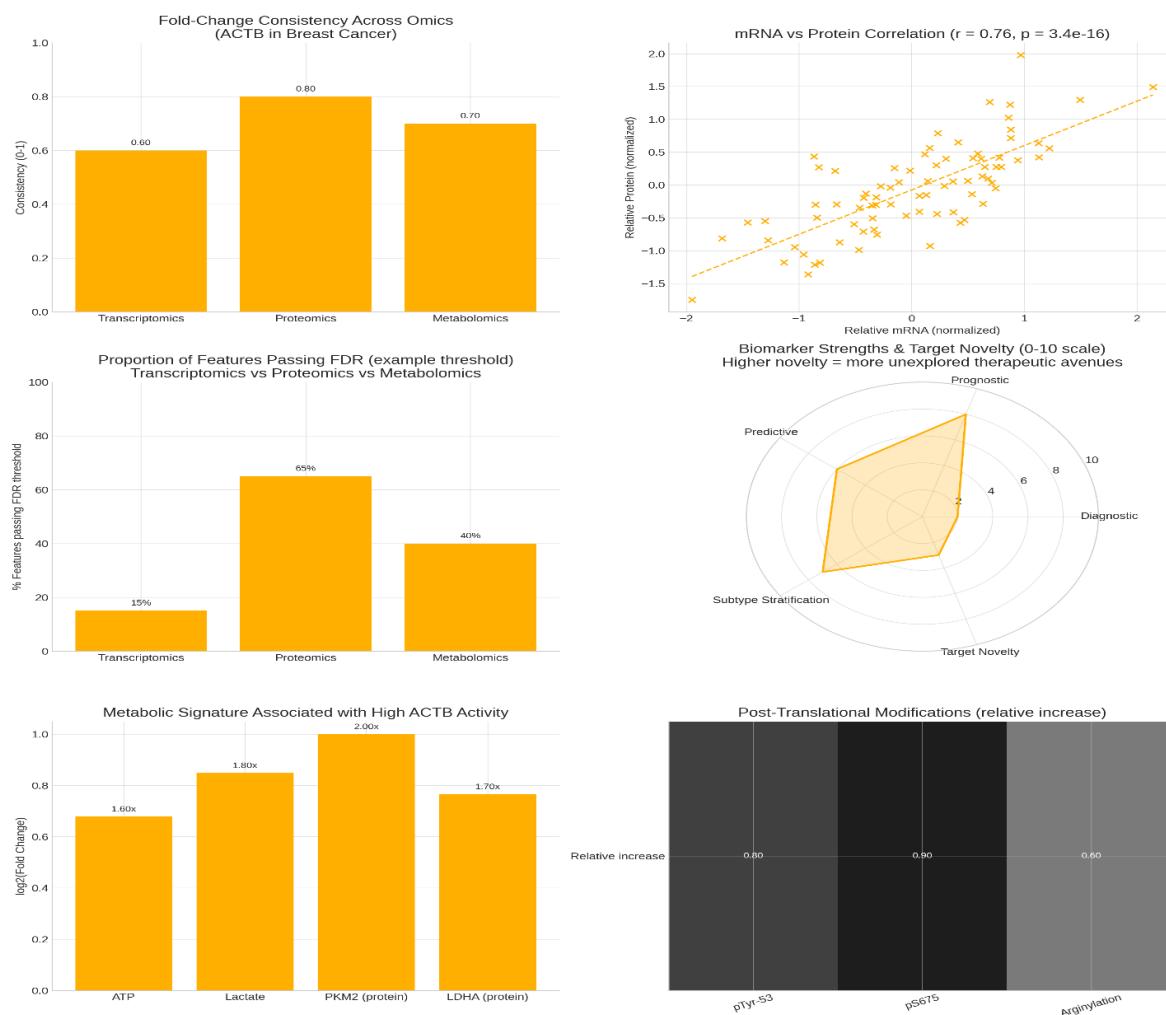 Fold-Change Consistency Across Omics
(ACTB in Breast Cancer)
Consistency (0-1)
1.0
0.8
0.6
0.4
0.2
0.0
0.60
0.80
0.70
Transcriptomics
Proteomics
Metabolomics
mRNA vs Protein Correlation (r = 0.76, p = 3.4e-16)
Relative Protein (normalized)
2.0
1.5
1.0
0.5
0.0
−0.5
−1.0
−1.5
−2
−1
0
1
2
Relative mRNA (normalized)
Proportion of Features Passing FDR (example threshold)
Transcriptomics vs Proteomics vs Metabolomics
% Features passing FDR threshold
100
80
60
40
20
0
15%
65%
40%
Transcriptomics
Proteomics
Metabolomics
Biomarker Strengths & Target Novelty (0-10 scale)
Higher novelty = more unexplored therapeutic avenues
Prognostic
Predictive
Diagnostic
Subtype Stratification
Target Novelty
2
4
6
8
10
Metabolic Signature Associated with High ACTB Activity
log2(Fold Change)
1.0
0.8
0.6
0.4
0.2
0.0
1.60x
1.80x
2.00x
1.70x
ATP
Lactate
PKM2 (protein)
LDHA (protein)
Post-Translational Modifications (relative increase)
Relative increase
0.80
0.90
0.60
pTyr-53
pS675
Arginylation